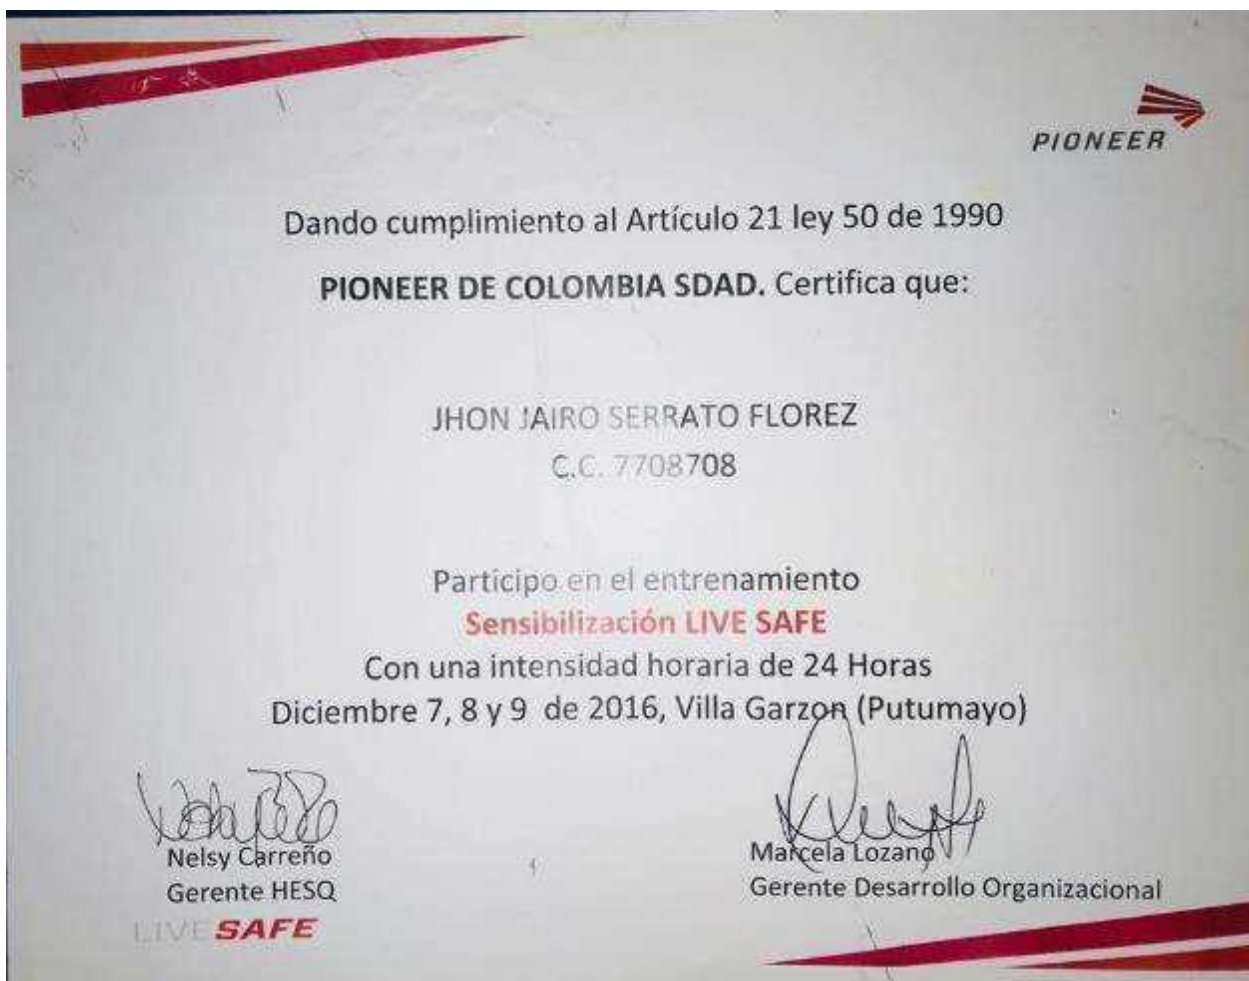 PIONEER
Dando cumplimiento al Artículo 21 ley 50 de 1990
PIONEER DE COLOMBIA SDAD. Certifica que:
JHON JAIRO SERRATO FLOREZ
C.C. 7708708
Participo en el entrenamiento
Sensibilización LIVE SAFE
Con una intensidad horaria de 24 Horas
Diciembre 7, 8 y 9 de 2016, Villa Garzon (Putumayo)
Nelsy Carreño
Gerente HESQ
LIVE SAFE
Marcela Lozano
Gerente Desarrollo Organizacional